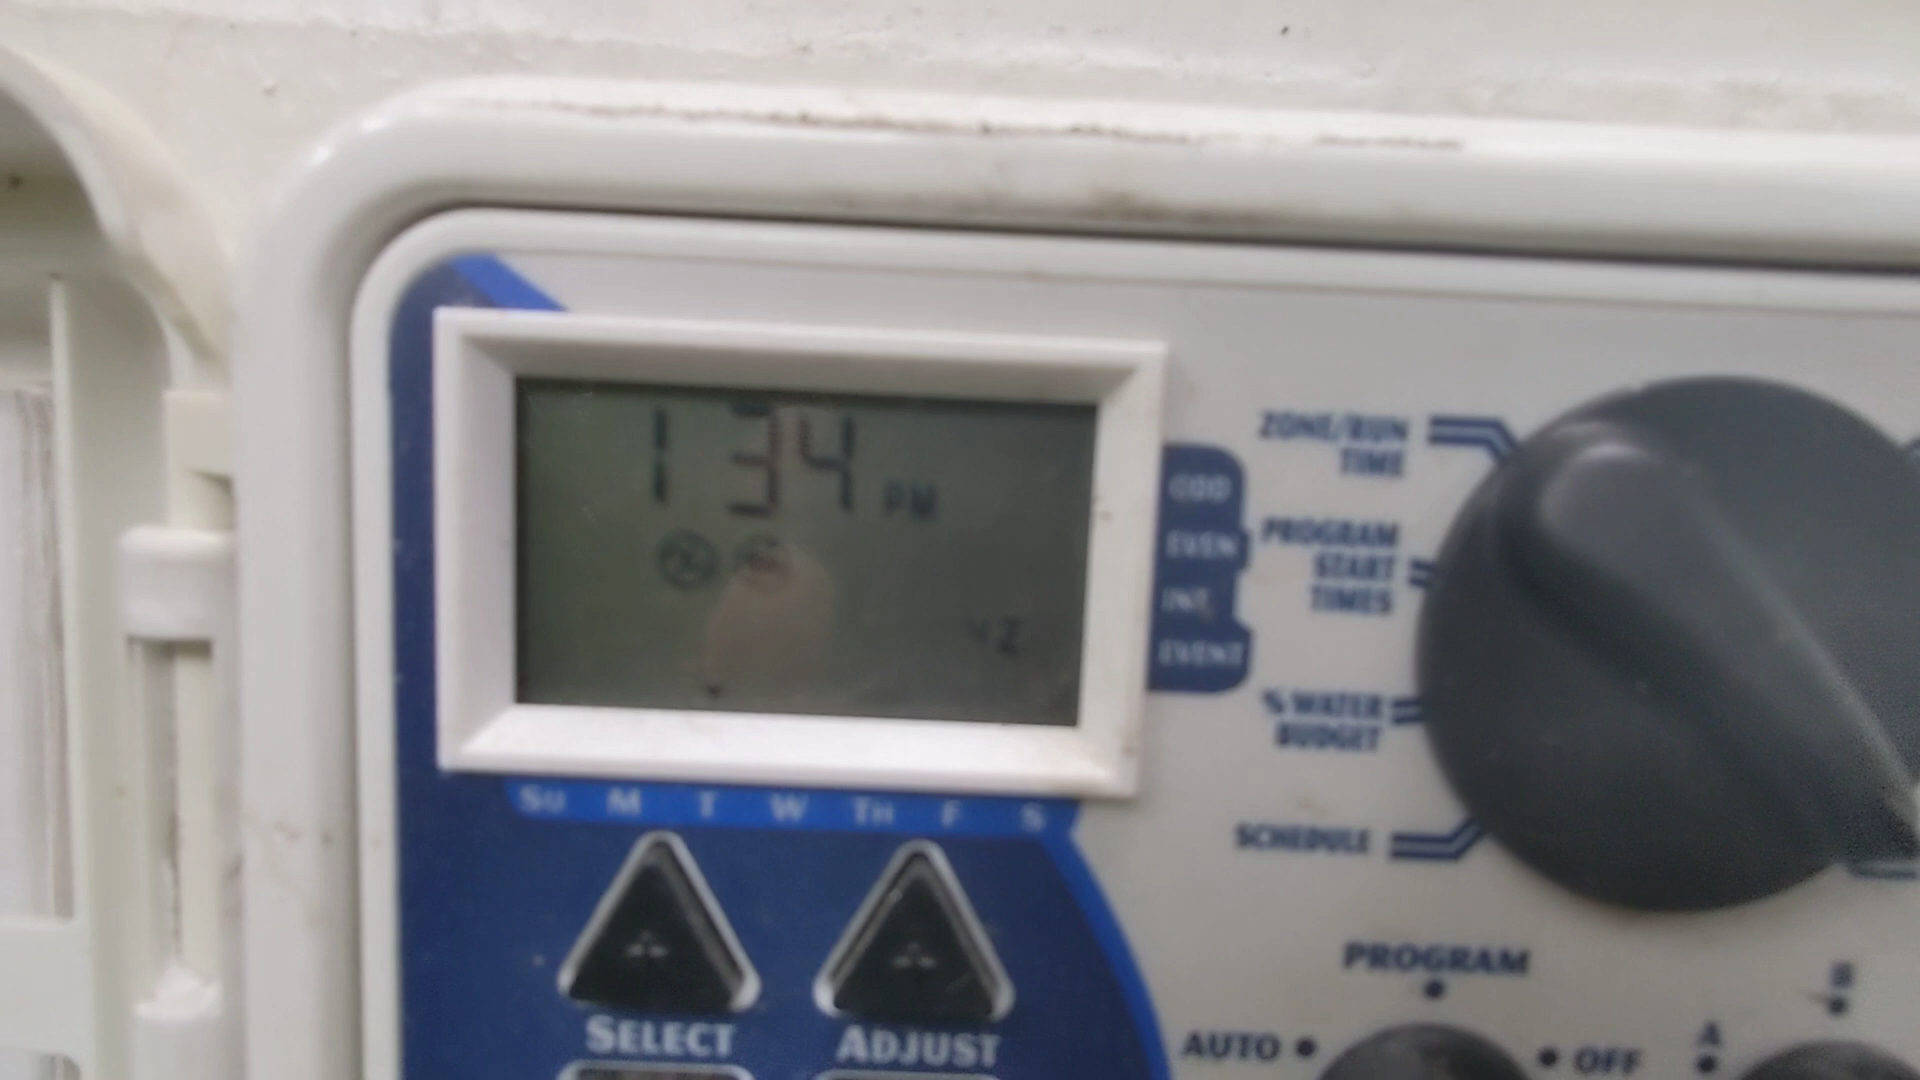 1 34 PM
ZONE/RUN
TIME
ODD
EVEN
INT
EVENT
PROGRAM
START
TIMES
% WATER
BUDGET
SCHEDULE
SU M T W TH F S
SELECT
ADJUST
PROGRAM
AUTO
OFF
A
B